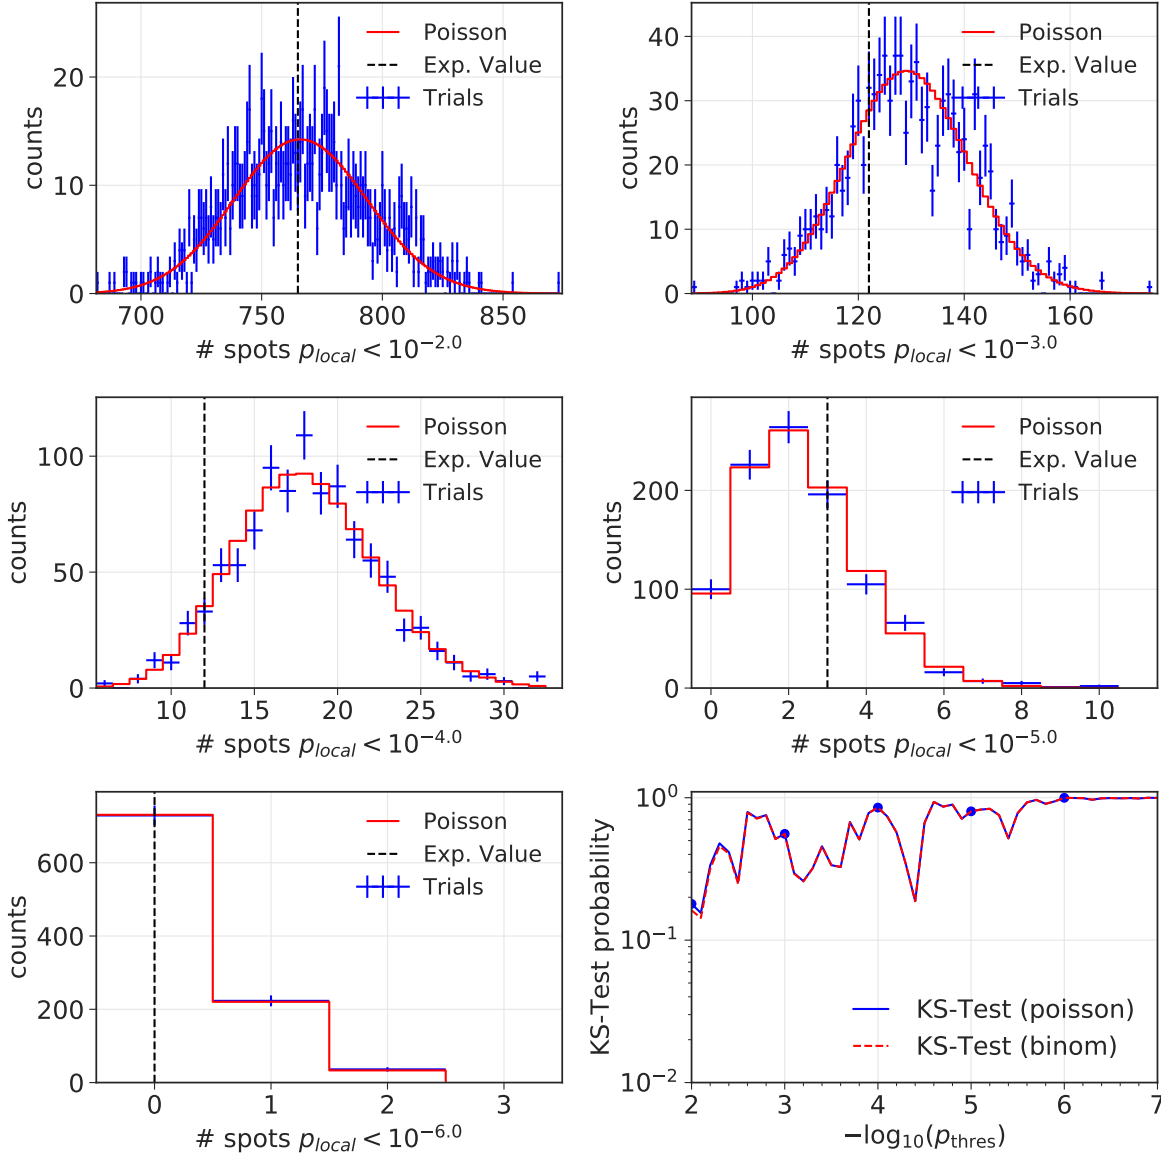 counts
20
10
0
700
750
800
850
# spots p_local < 10^−2.0
Poisson
Exp. Value
Trials
counts
40
30
20
10
0
100
120
140
160
# spots p_local < 10^−3.0
Poisson
Exp. Value
Trials
counts
100
50
0
10
15
20
25
30
# spots p_local < 10^−4.0
Poisson
Exp. Value
Trials
counts
200
100
0
0
2
4
6
8
10
# spots p_local < 10^−5.0
Poisson
Exp. Value
Trials
counts
600
400
200
0
0
1
2
3
# spots p_local < 10^−6.0
Poisson
Exp. Value
Trials
KS-Test probability
10^0
10^−1
10^−2
2
3
4
5
6
7
−log_10(p_thres)
KS-Test (poisson)
KS-Test (binom)